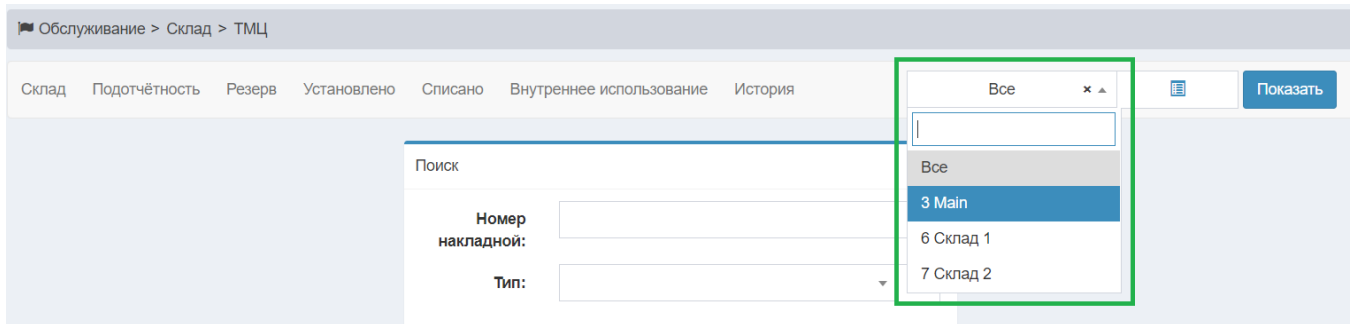 Обслуживание > Склад > ТМЦ
Склад Подотчётность Резерв Установлено Списано Внутреннее использование История Все × Показать
Поиск
Все
3 Main
Номер накладной:
6 Склад 1
7 Склад 2
Тип: